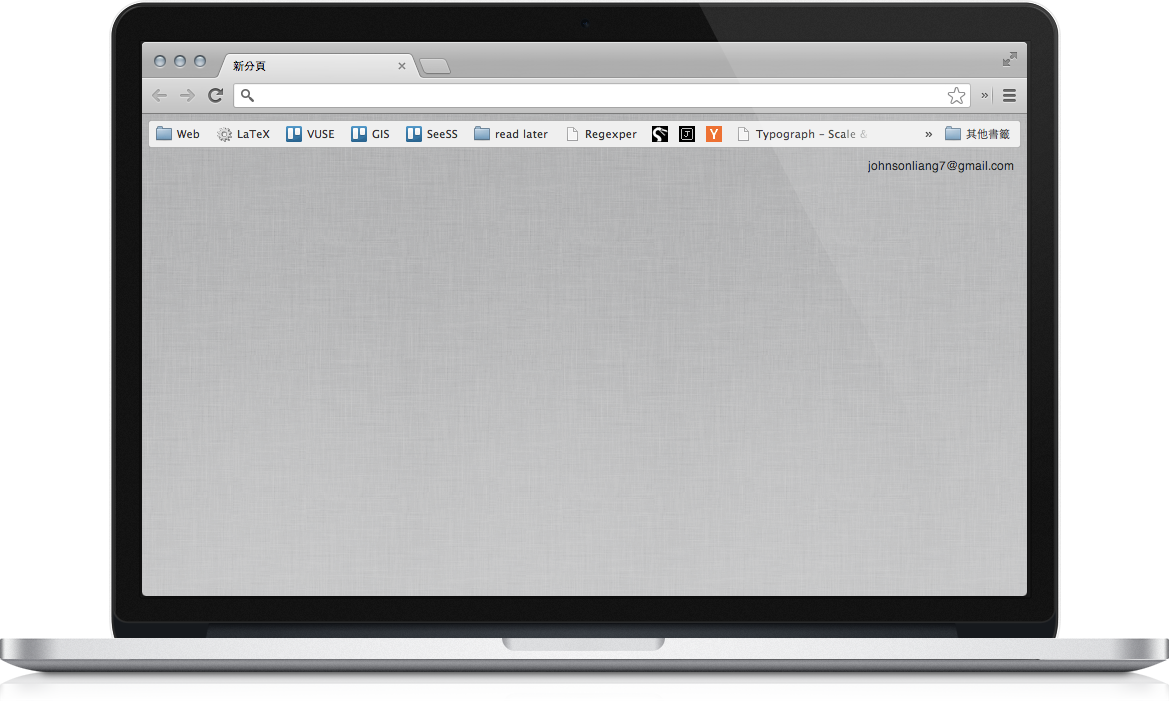 新分頁
Web LaTeX VUSE GIS SeeSS read later Regexper J Y Typograph – Scale & » 其他書籤
johnsonliang7@gmail.com